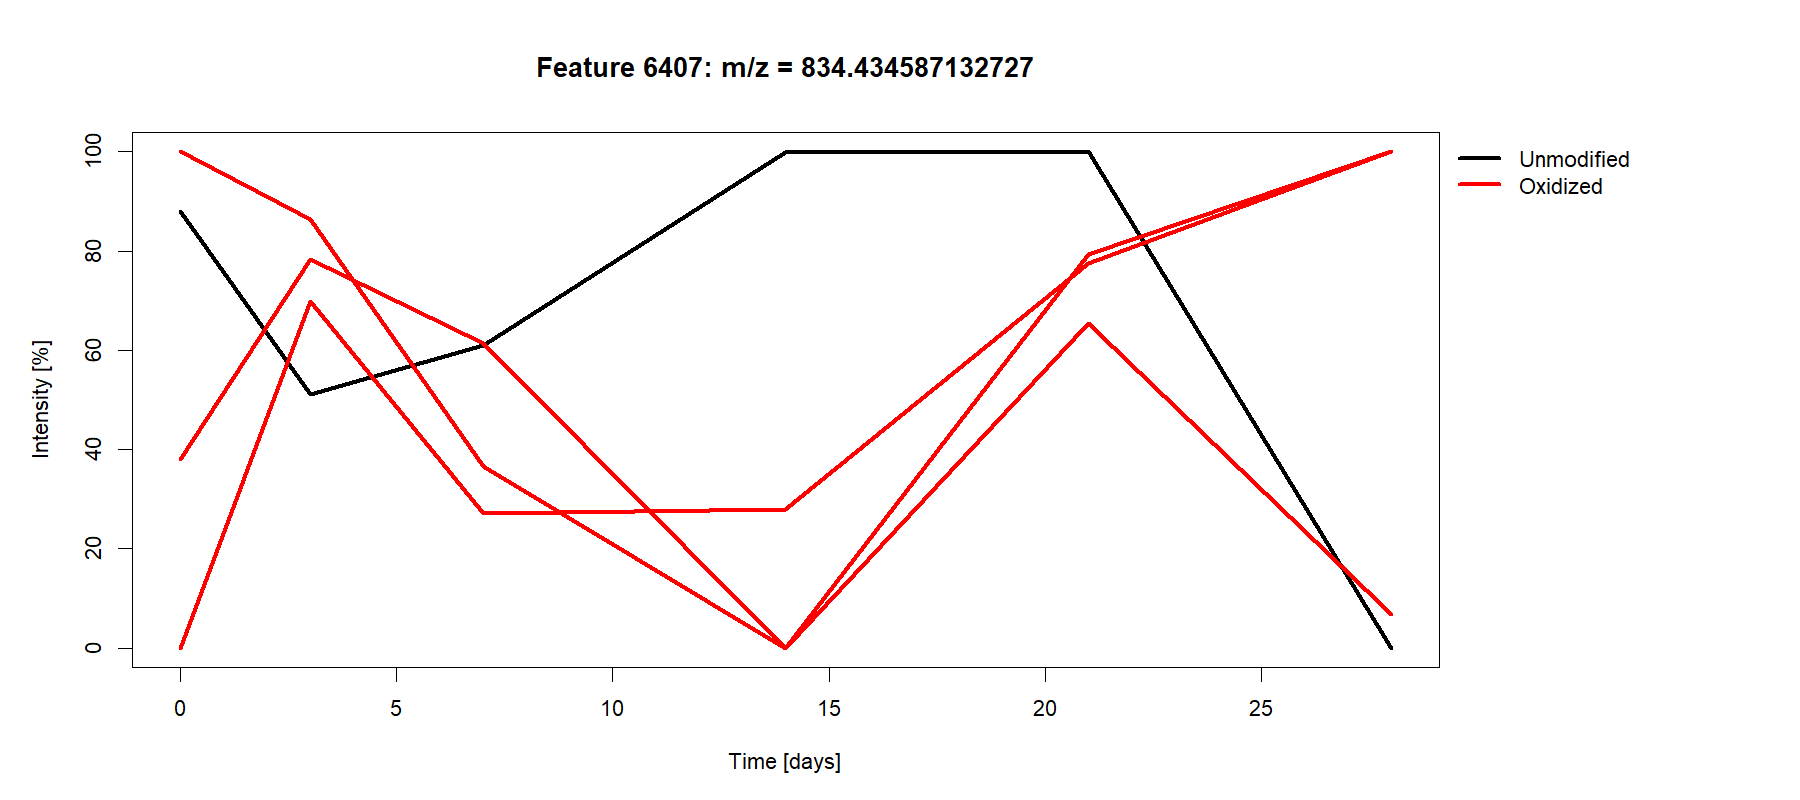 Feature 6407: m/z = 834.434587132727
Unmodified
Oxidized
Intensity [%]
100
80
60
40
20
0
0 5 10 15 20 25
Time [days]